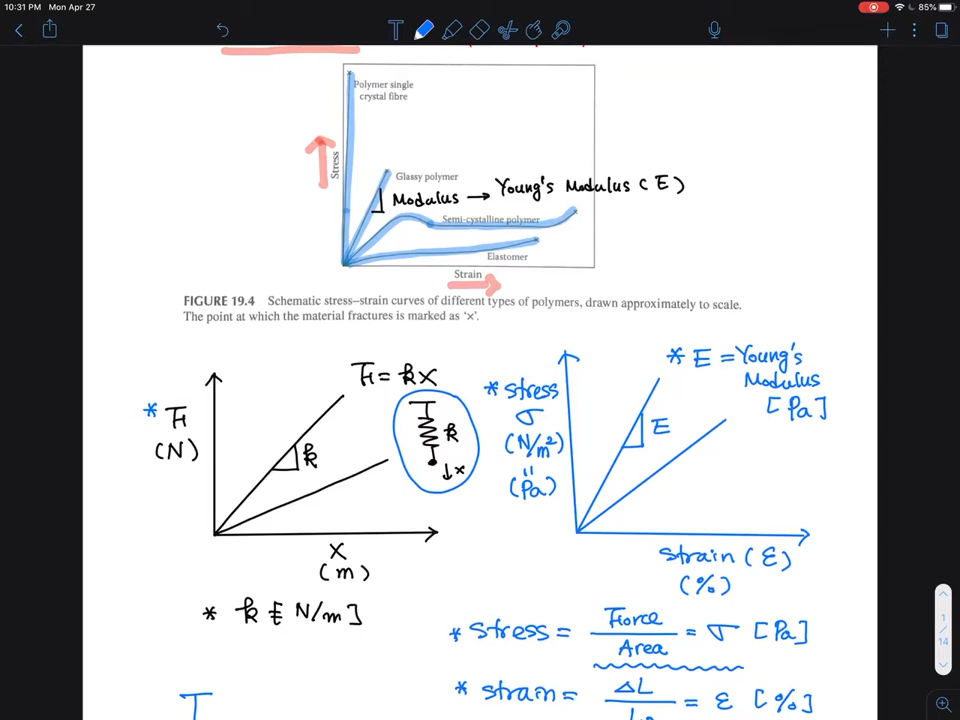 10:31 PM Mon Apr 27
85%
Polymer single
crystal fibre
Stress
Glassy polymer
Modulus → Young's Modulus (E)
Semi-cystalline polymer
Elastomer
Strain
FIGURE 19.4 Schematic stress–strain curves of different types of polymers, drawn approximately to scale.
The point at which the material fractures is marked as 'x'.
F = kx
* F
(N)
k
k
↓x
x
(m)
* k [N/m]
* E = Young's
Modulus
[Pa]
* stress
σ
(N/m²)
"
(Pa)
E
strain (ε)
(%)
* stress = Force / Area = σ [Pa]
* strain = ΔL / = ε [%]
1
/
14